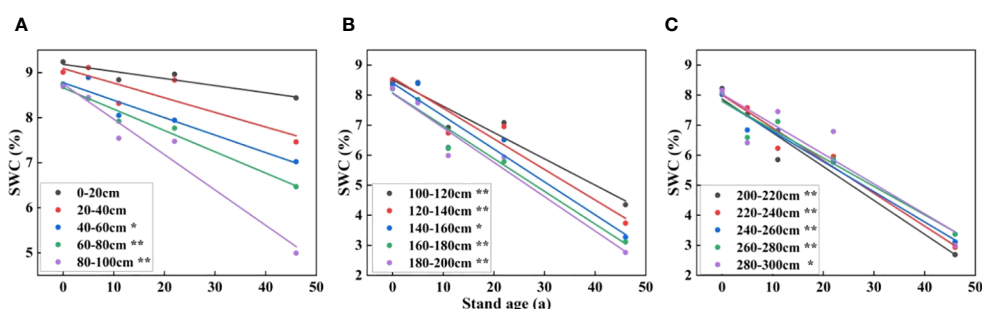 A
B
C
SWC (%)
9
8
7
6
5
0-20cm
20-40cm
40-60cm *
60-80cm **
80-100cm **
0 10 20 30 40 50
SWC (%)
9
8
7
6
5
4
3
2
100-120cm **
120-140cm **
140-160cm *
160-180cm **
180-200cm **
0 10 20 30 40 50
Stand age (a)
SWC (%)
9
8
7
6
5
4
3
2
200-220cm **
220-240cm **
240-260cm **
260-280cm **
280-300cm *
0 10 20 30 40 50